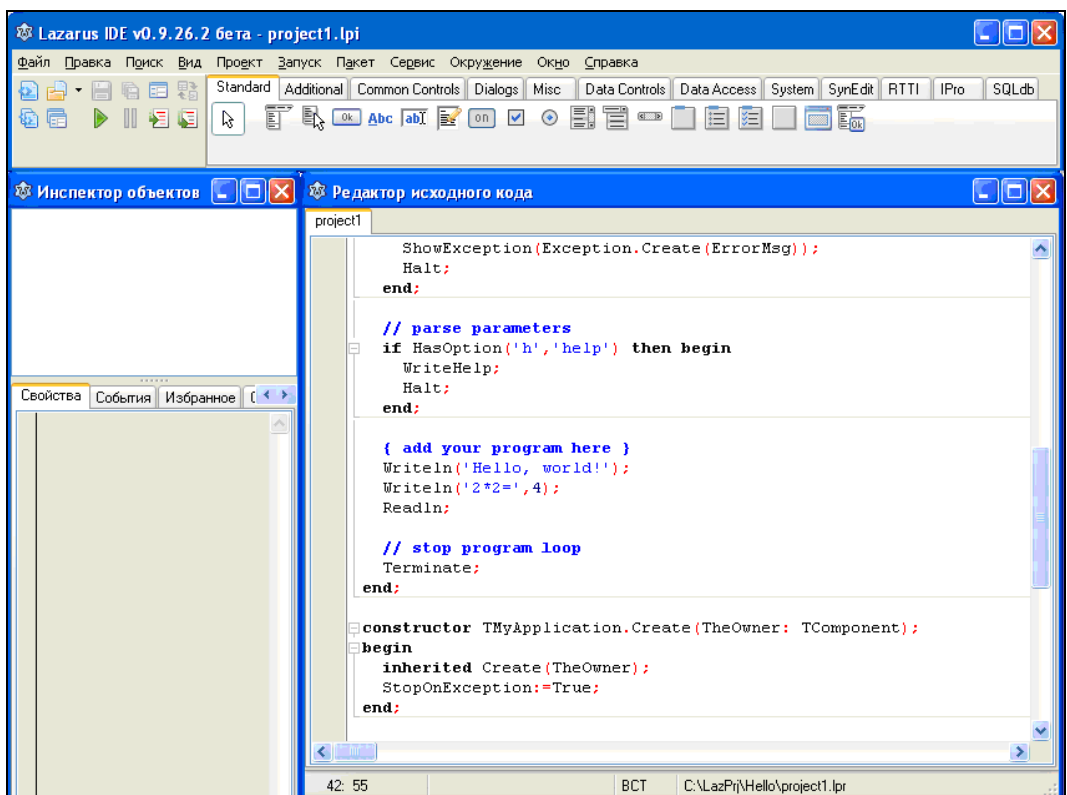 Lazarus IDE v0.9.26.2 бета - project1.lpi
Файл Правка Поиск Вид Проект Запуск Пакет Сервис Окружение Окно Справка
Standard Additional Common Controls Dialogs Misc Data Controls Data Access System SynEdit RTTI IPro SQLdb
Ok Abc abI on Ok
Инспектор объектов
Свойства События Избранное
Редактор исходного кода
project1
ShowException(Exception.Create(ErrorMsg));
Halt;
end;
// parse parameters
if HasOption('h','help') then begin
WriteHelp;
Halt;
end;
{ add your program here }
Writeln('Hello, world!');
Writeln('2*2=',4);
Readln;
// stop program loop
Terminate;
end;
constructor TMyApplication.Create(TheOwner: TComponent);
begin
inherited Create(TheOwner);
StopOnException:=True;
end;
42: 55 ВСТ C:\LazPrj\Hello\project1.lpr